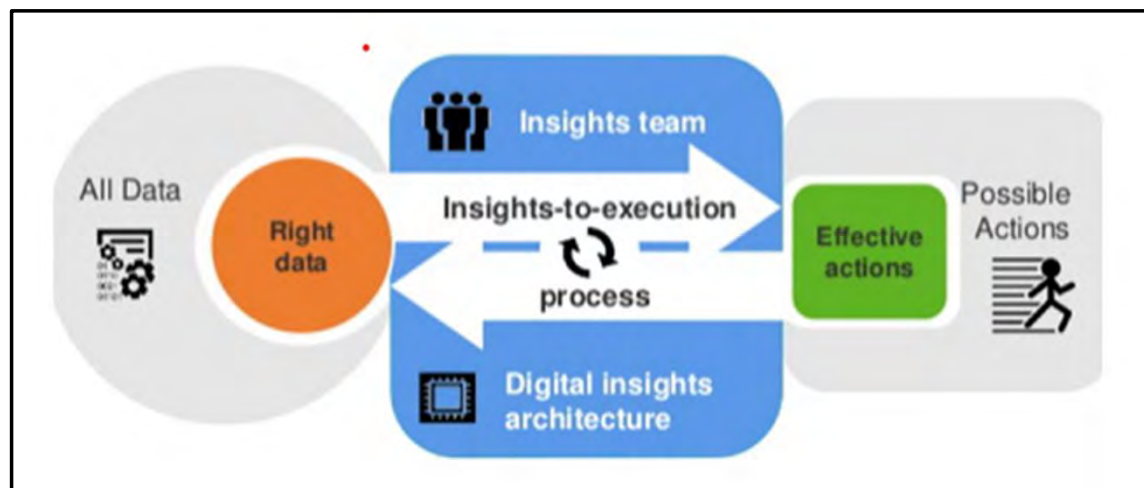 All Data
Right
data
Insights team
Insights-to-execution
process
Digital insights
architecture
Effective
actions
Possible
Actions